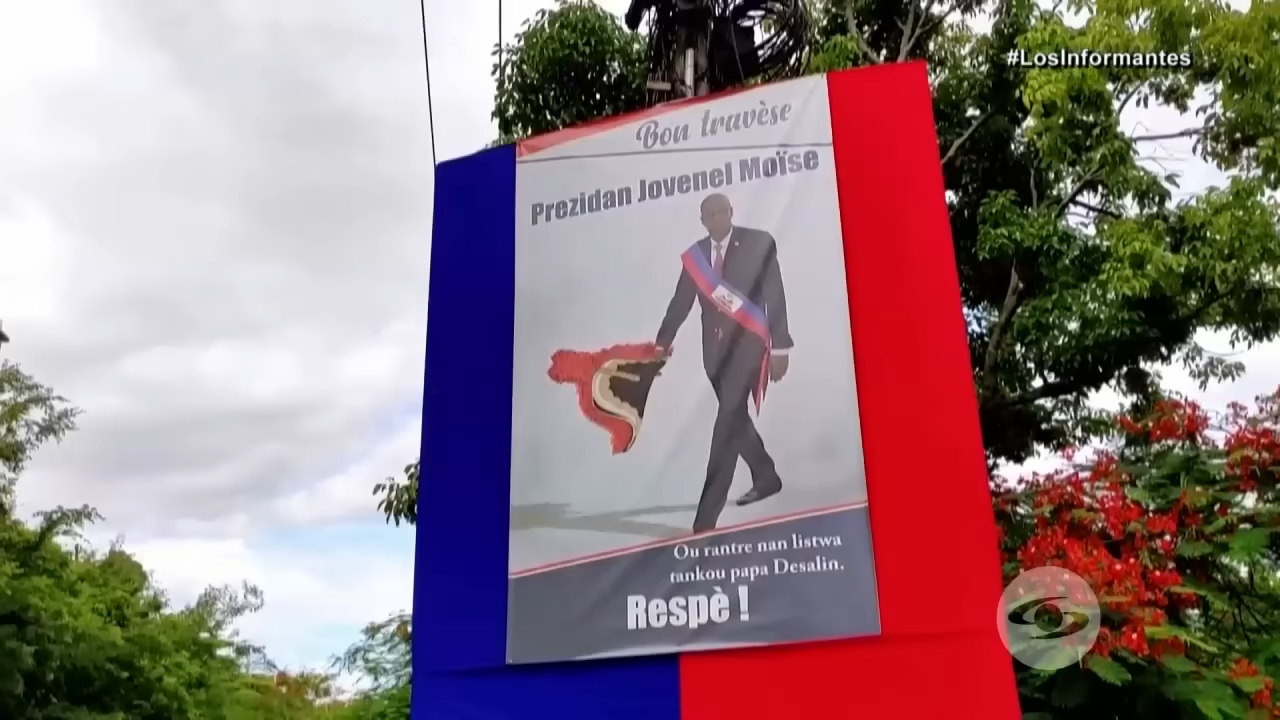 #LosInformantes
Bon travèse
Prezidan Jovenel Moïse
Ou rantre nan listwa
tankou papa Desalin.
Respè !